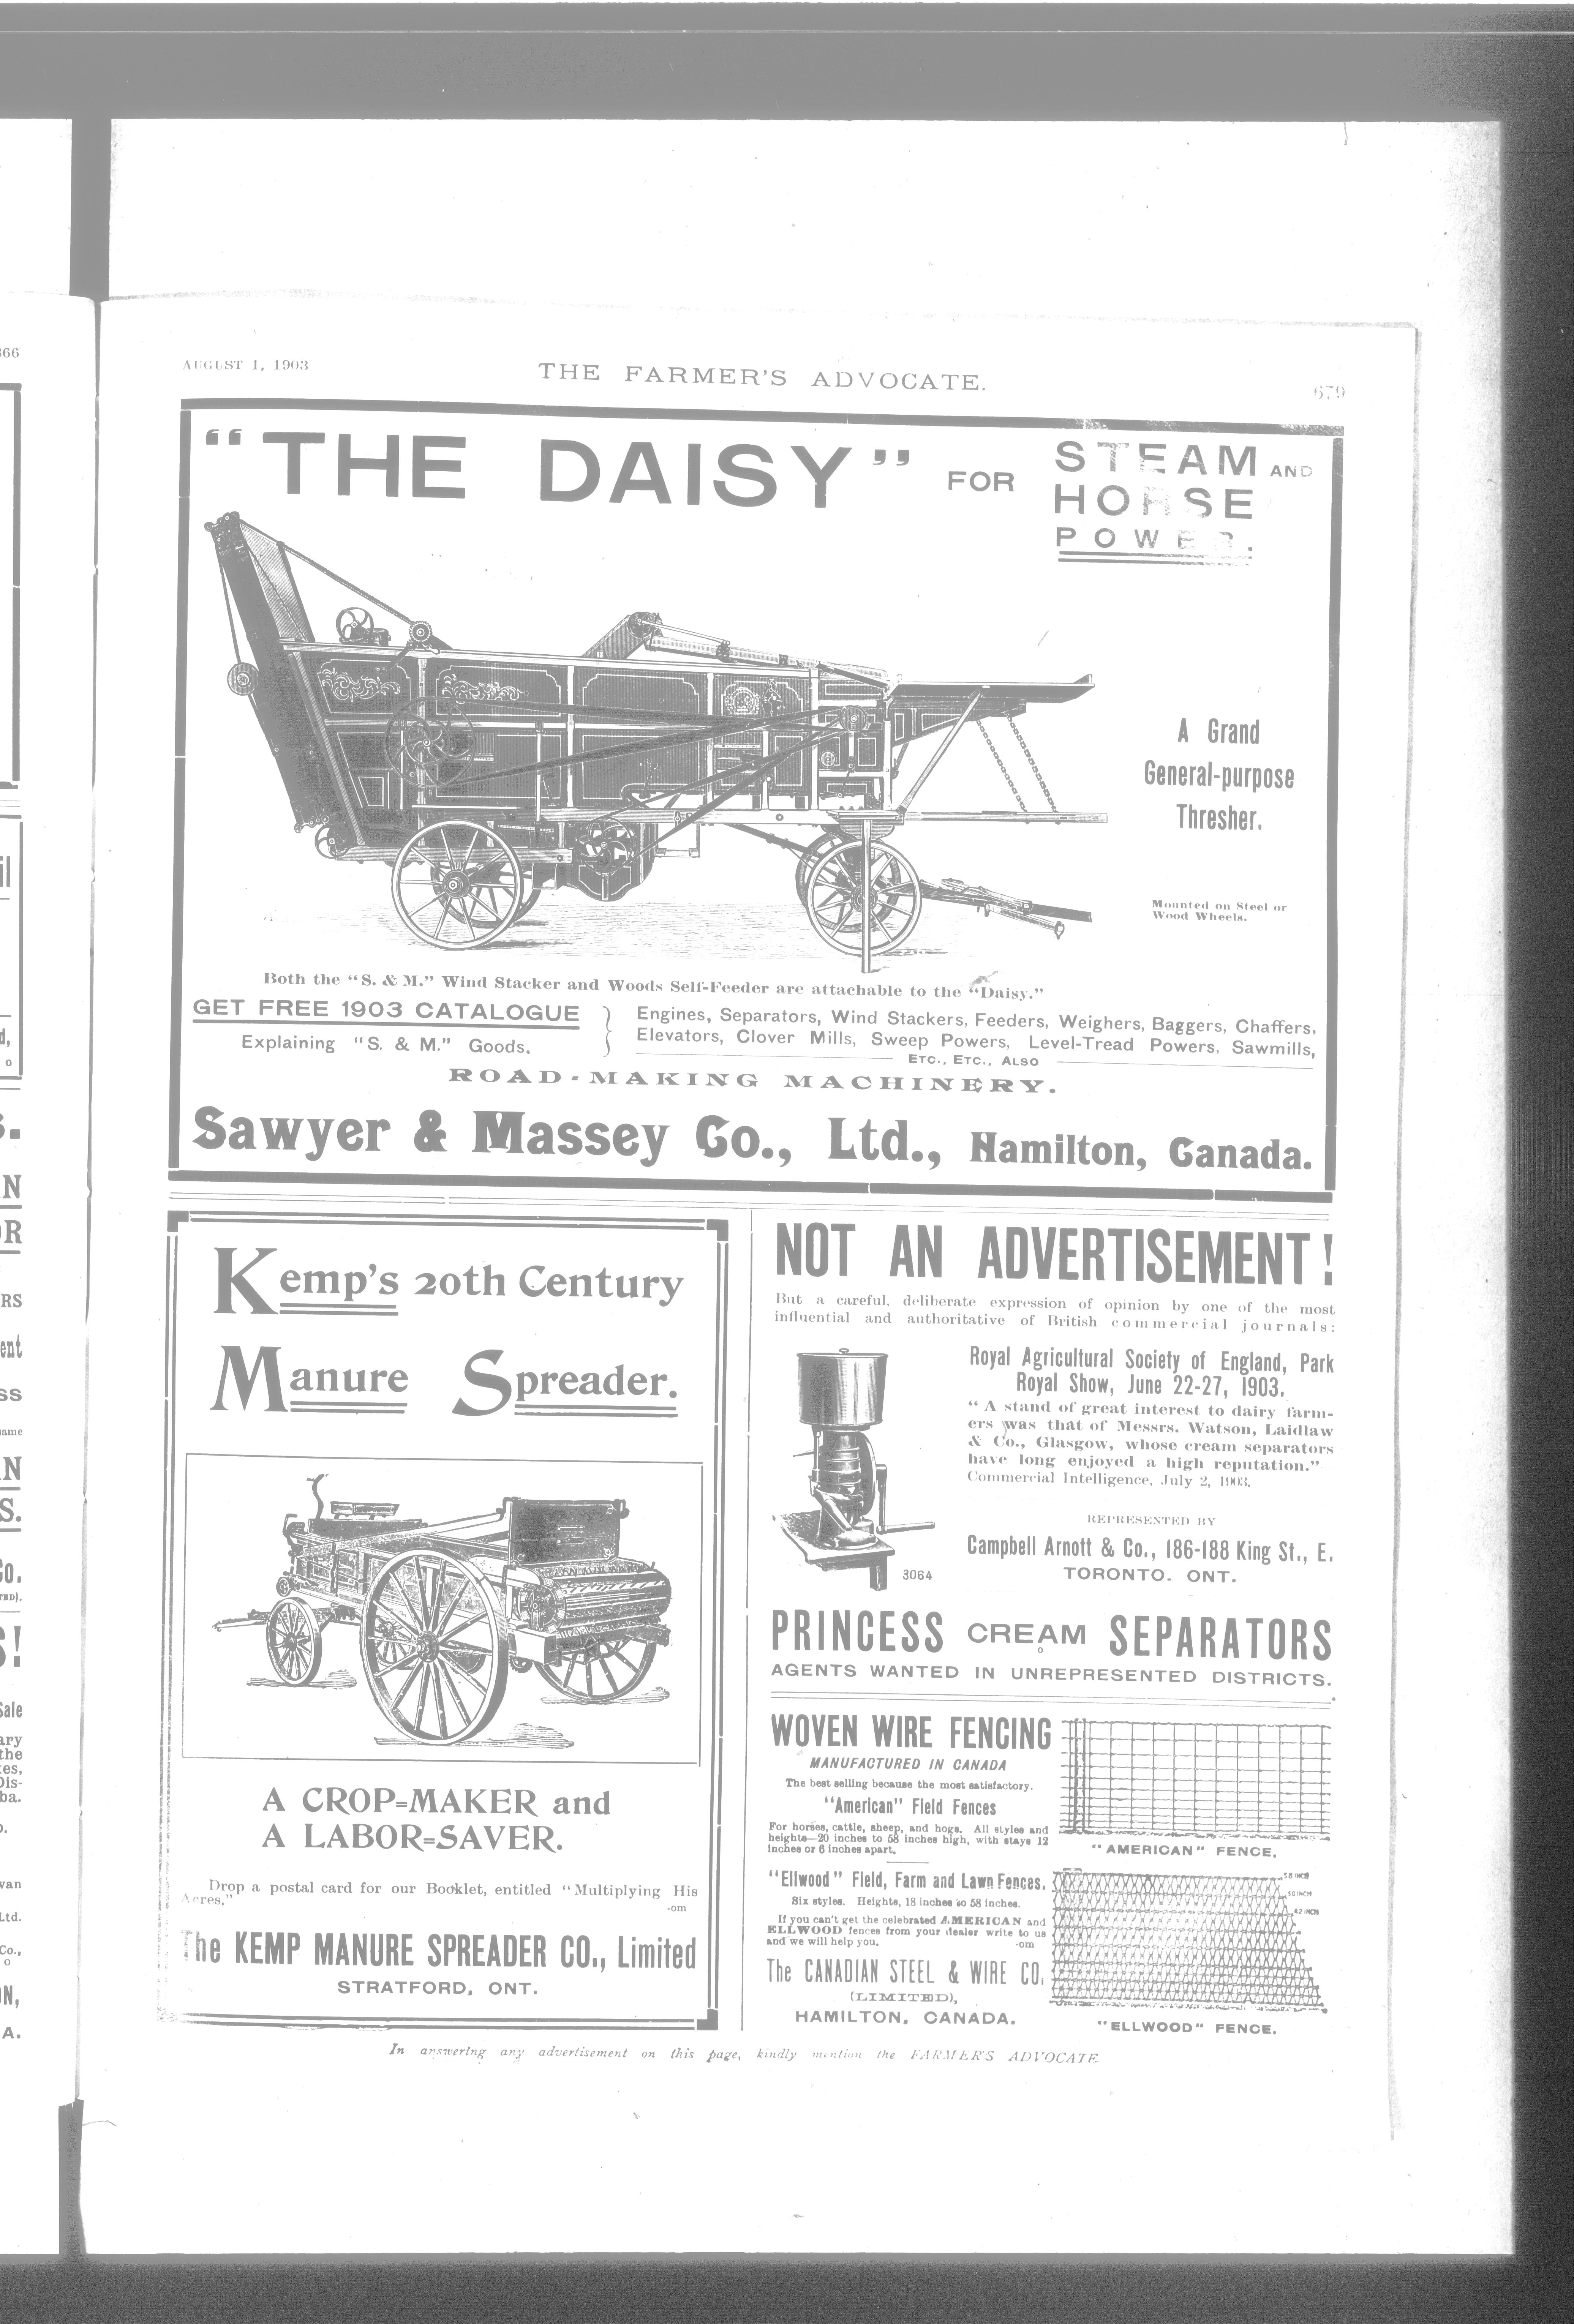 AUGUST 1, 1903
THE FARMER'S ADVOCATE.
679
"THE DAISY" FOR STEAM AND
HORSE
POWER.
A Grand
General-purpose
Thresher.
Mounted on Steel or
Wood Wheels.
Both the "S. & M." Wind Stacker and Woods Self-Feeder are attachable to the "Daisy."
GET FREE 1903 CATALOGUE
Explaining "S. & M." Goods,
Engines, Separators, Wind Stackers, Feeders, Weighers, Baggers, Chaffers,
Elevators, Clover Mills, Sweep Powers, Level-Tread Powers, Sawmills,
ETC., ETC., ALSO
ROAD-MAKING MACHINERY.
Sawyer & Massey Co., Ltd., Hamilton, Canada.
Kemp's 20th Century
Manure Spreader.
A CROP-MAKER and
A LABOR-SAVER.
Drop a postal card for our Booklet, entitled "Multiplying His
Acres."
-om
The KEMP MANURE SPREADER CO., Limited
STRATFORD, ONT.
NOT AN ADVERTISEMENT!
But a careful, deliberate expression of opinion by one of the most
influential and authoritative of British commercial journals:
Royal Agricultural Society of England, Park
Royal Show, June 22-27, 1903.
"A stand of great interest to dairy farm-
ers was that of Messrs. Watson, Laidlaw
& Co., Glasgow, whose cream separators
have long enjoyed a high reputation."
Commercial Intelligence, July 2, 1903.
REPRESENTED BY
Campbell Arnott & Co., 186-188 King St., E.
TORONTO. ONT.
3064
PRINCESS CREAM SEPARATORS
o
AGENTS WANTED IN UNREPRESENTED DISTRICTS.
WOVEN WIRE FENCING
MANUFACTURED IN CANADA
The best selling because the most satisfactory.
"American" Field Fences
For horses, cattle, sheep, and hogs. All styles and
heights—20 inches to 58 inches high, with stays 12
inches or 6 inches apart.
"AMERICAN" FENCE.
"Ellwood" Field, Farm and Lawn Fences.
Six styles. Heights, 18 inches to 58 inches.
If you can't get the celebrated AMERICAN and
ELLWOOD fences from your dealer write to us
and we will help you. -om
The CANADIAN STEEL & WIRE CO.
(LIMITED),
HAMILTON, CANADA.
58 INCH
50 INCH
42 INCH
"ELLWOOD" FENCE.
In answering any advertisement on this page, kindly mention the FARMER'S ADVOCATE